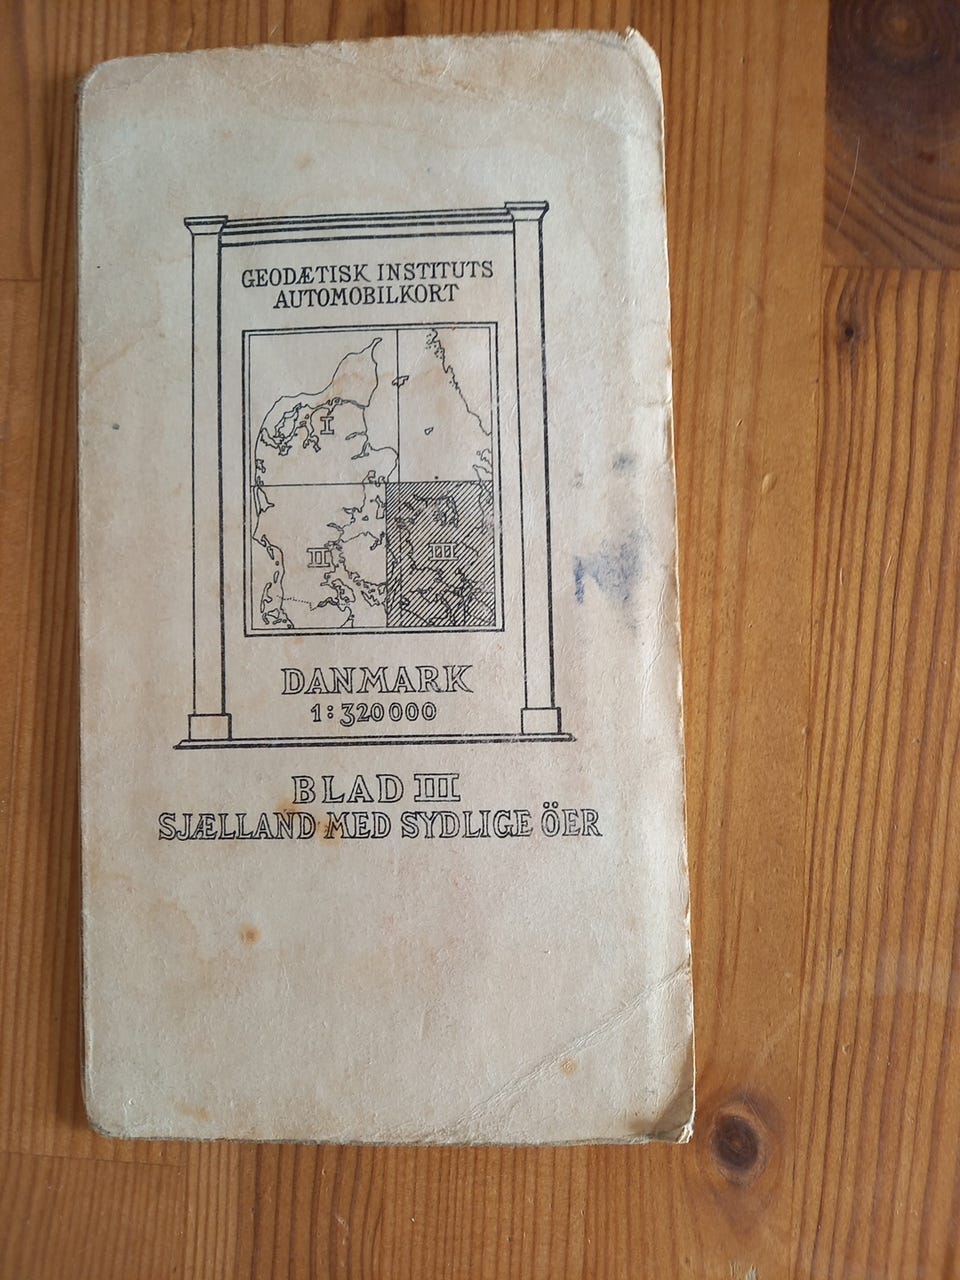 GEODÆTISK INSTITUTS
AUTOMOBILKORT
I
II
III
DANMARK
1:320000
BLAD III
SJÆLLAND MED SYDLIGE ÖER